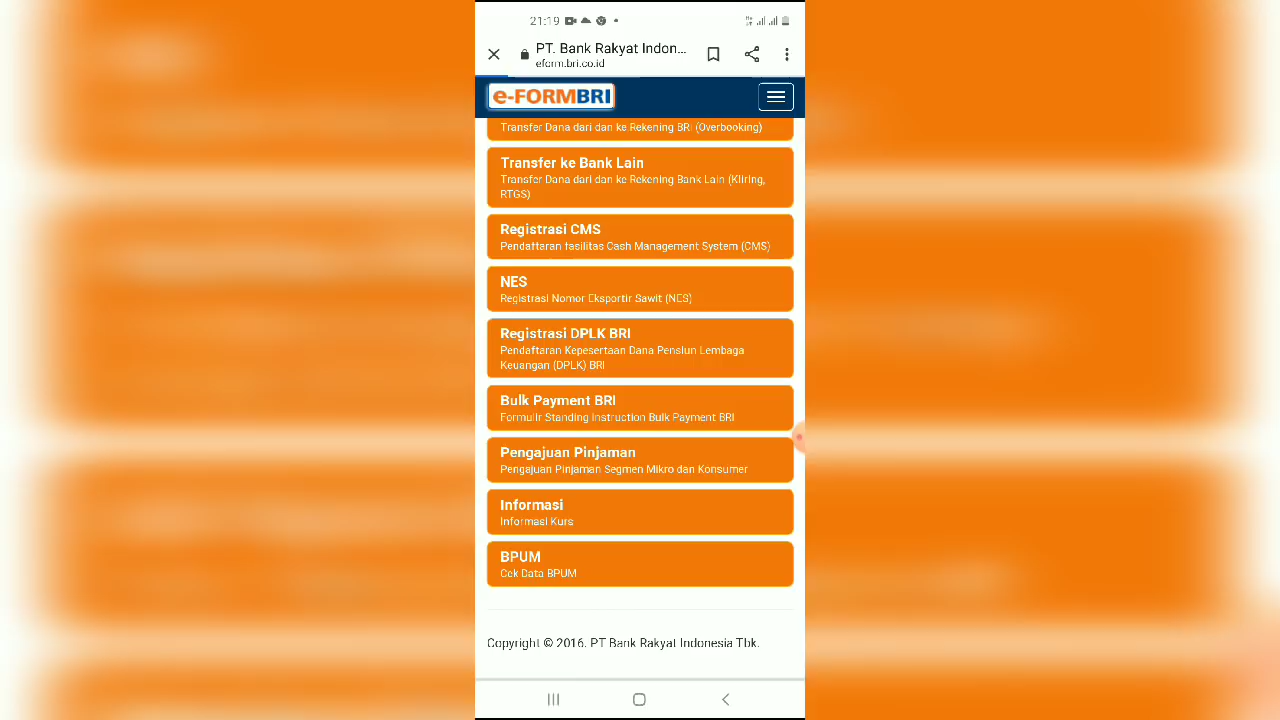 21:19
PT. Bank Rakyat Indon...
eform.bri.co.id
e-FORMBRI
Transfer Dana dari dan ke Rekening BRI (Overbooking)
Transfer ke Bank Lain
Transfer Dana dari dan ke Rekening Bank Lain (Kliring,
RTGS)
Registrasi CMS
Pendaftaran fasilitas Cash Management System (CMS)
NES
Registrasi Nomor Eksportir Sawit (NES)
Registrasi DPLK BRI
Pendaftaran Kepesertaan Dana Pensiun Lembaga
Keuangan (DPLK) BRI
Bulk Payment BRI
Formulir Standing Instruction Bulk Payment BRI
Pengajuan Pinjaman
Pengajuan Pinjaman Segmen Mikro dan Konsumer
Informasi
Informasi Kurs
BPUM
Cek Data BPUM
Copyright © 2016. PT Bank Rakyat Indonesia Tbk.